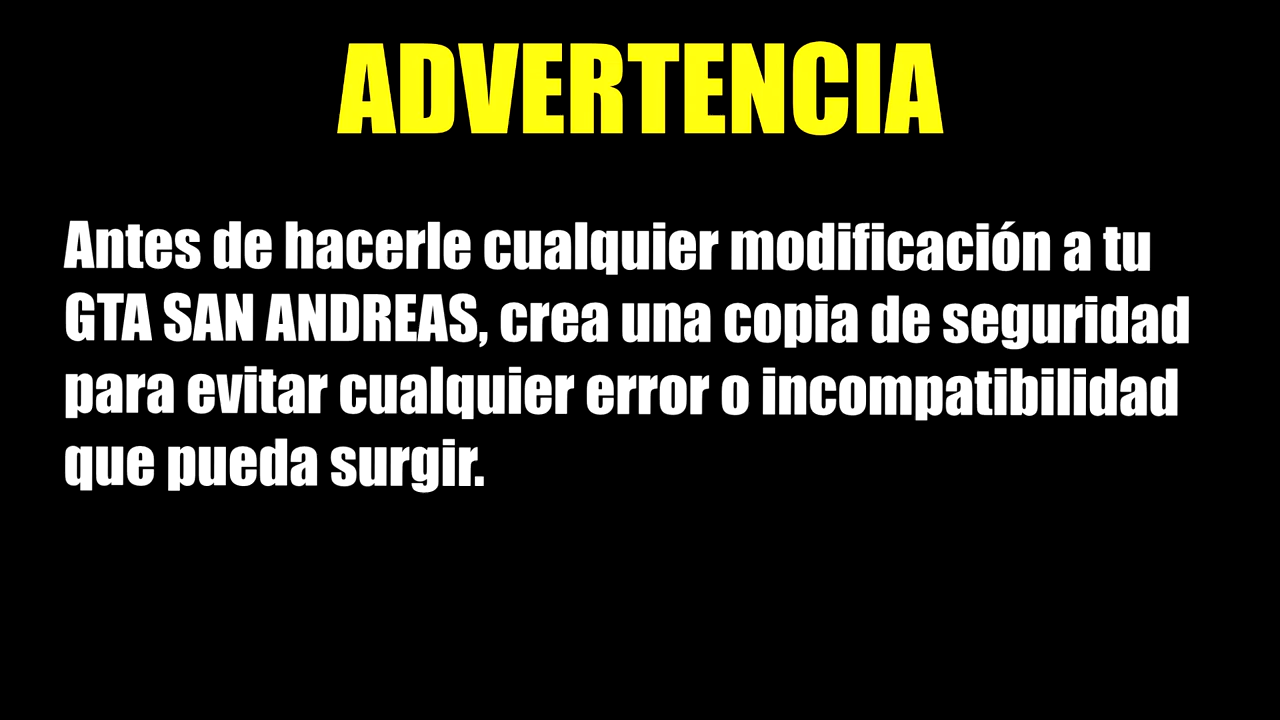 ADVERTENCIA
Antes de hacerle cualquier modificación a tu
GTA SAN ANDREAS, crea una copia de seguridad
para evitar cualquier error o incompatibilidad
que pueda surgir.